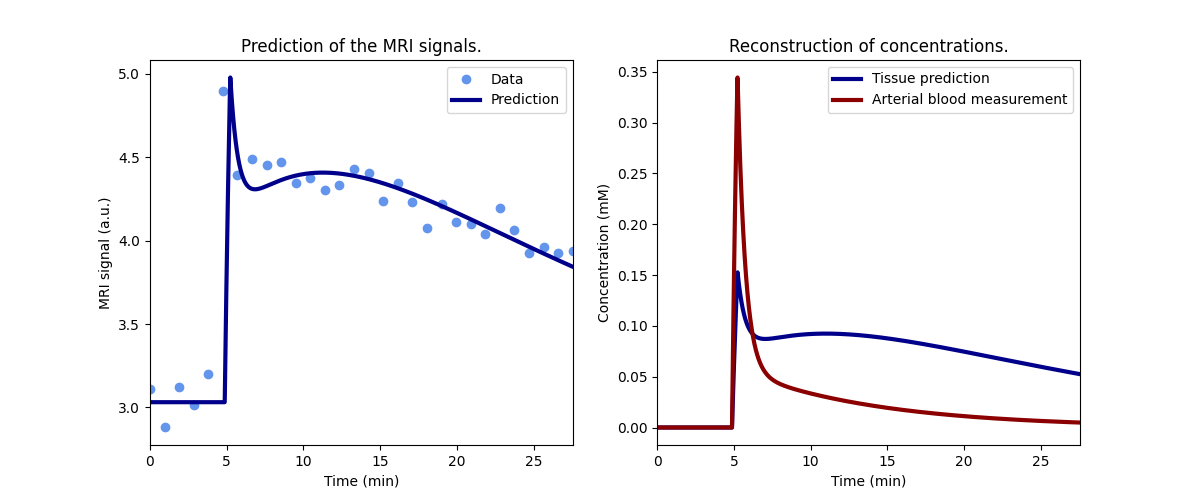 Prediction of the MRI signals.
5.0
4.5
4.0
3.5
3.0
MRI signal (a.u.)
0
5
10
15
20
25
Time (min)
Data
Prediction
Reconstruction of concentrations.
0.35
0.30
0.25
0.20
0.15
0.10
0.05
0.00
Concentration (mM)
0
5
10
15
20
25
Time (min)
Tissue prediction
Arterial blood measurement